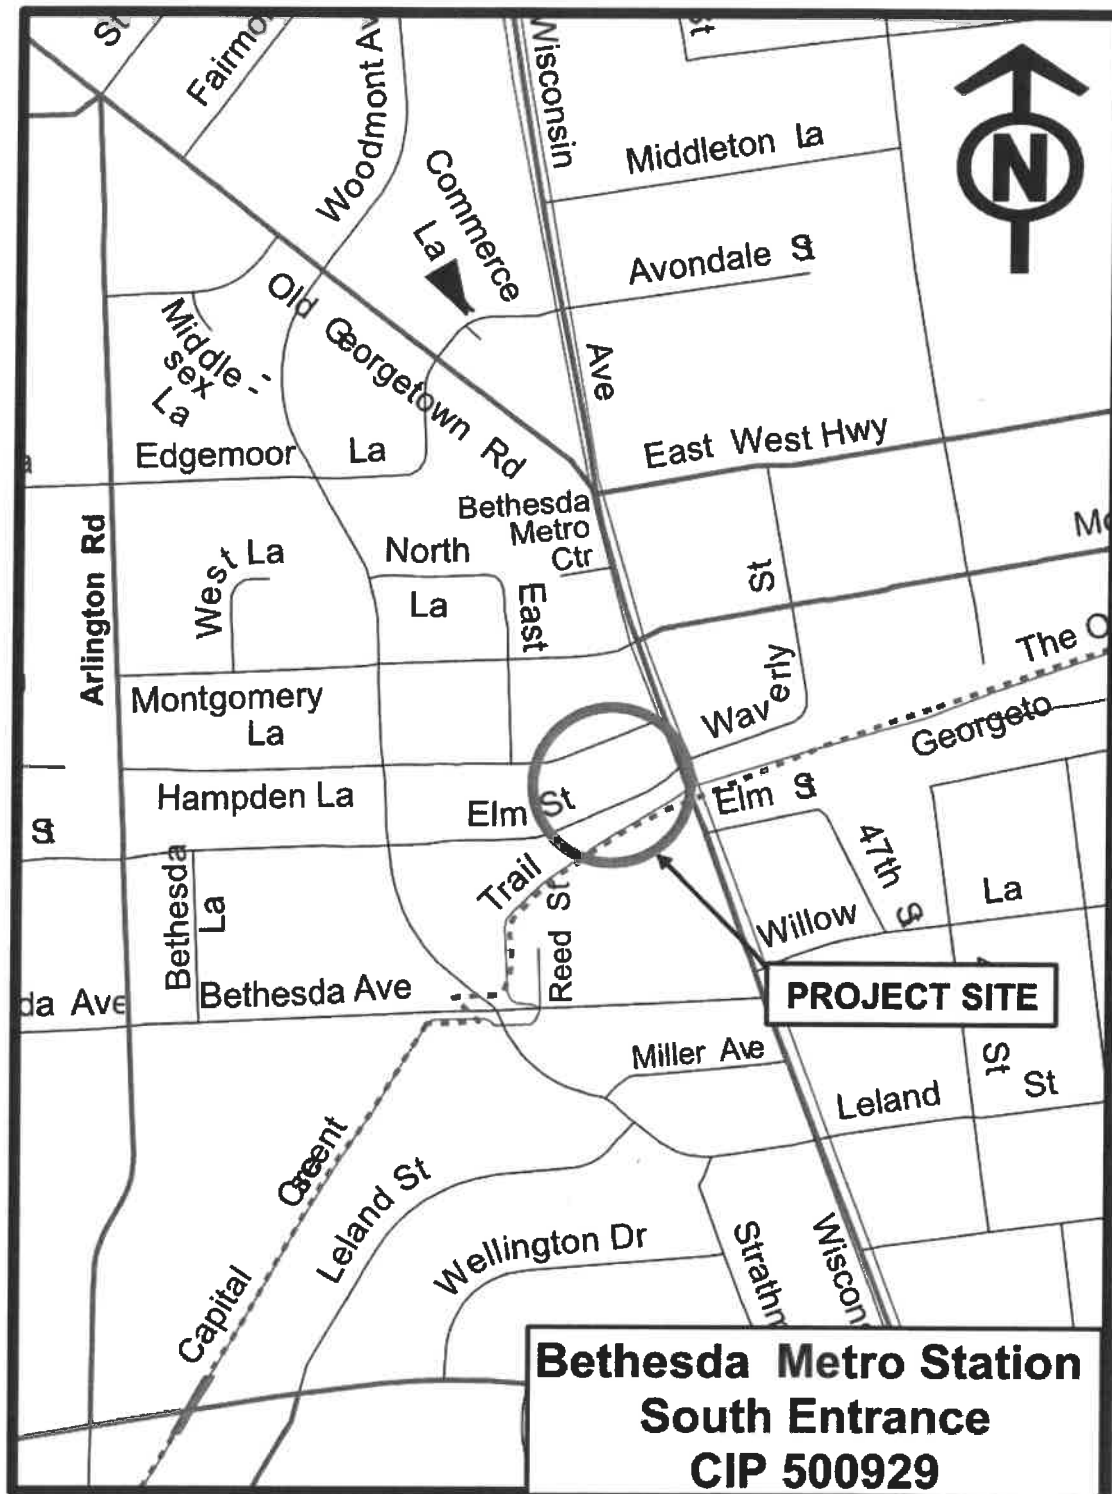 St
Fairmo
Woodmont Av
Wisconsin
St
N
Commerce
La
Middleton La
Avondale St
Old Georgetown Rd
Middle-
sex
La
Ave
Edgemoor La
East West Hwy
Bethesda
Metro
Ctr
Arlington Rd
West La
North
La
East
St
Waverly
The
Georgeto
Montgomery
La
Hampden La
Elm St
Elm St
St
47th St
Bethesda
La
Trail
Reed St
Willow La
da Ave
Bethesda Ave
PROJECT SITE
Miller Ave
St
Leland St
Capital Crescent
Leland St
Wellington Dr
Strathm
Wiscon
Bethesda Metro Station
South Entrance
CIP 500929